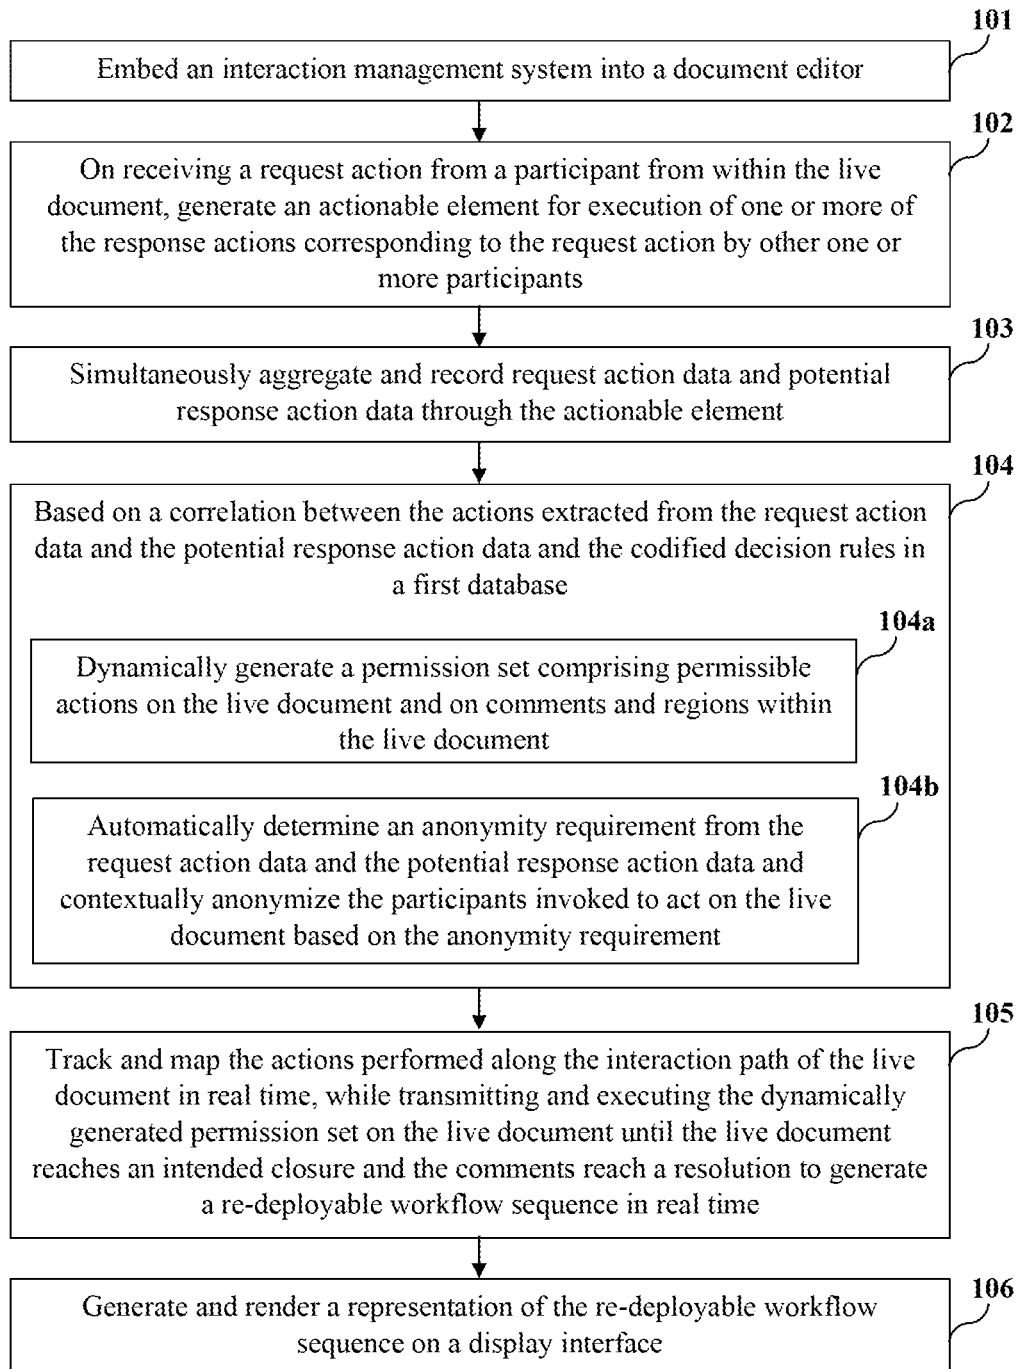 101
Embed an interaction management system into a document editor
102
On receiving a request action from a participant from within the live
document, generate an actionable element for execution of one or more of
the response actions corresponding to the request action by other one or
more participants
103
Simultaneously aggregate and record request action data and potential
response action data through the actionable element
104
Based on a correlation between the actions extracted from the request action
data and the potential response action data and the codified decision rules in
a first database
104a
Dynamically generate a permission set comprising permissible
actions on the live document and on comments and regions within
the live document
104b
Automatically determine an anonymity requirement from the
request action data and the potential response action data and
contextually anonymize the participants invoked to act on the live
document based on the anonymity requirement
105
Track and map the actions performed along the interaction path of the live
document in real time, while transmitting and executing the dynamically
generated permission set on the live document until the live document
reaches an intended closure and the comments reach a resolution to generate
a re-deployable workflow sequence in real time
106
Generate and render a representation of the re-deployable workflow
sequence on a display interface